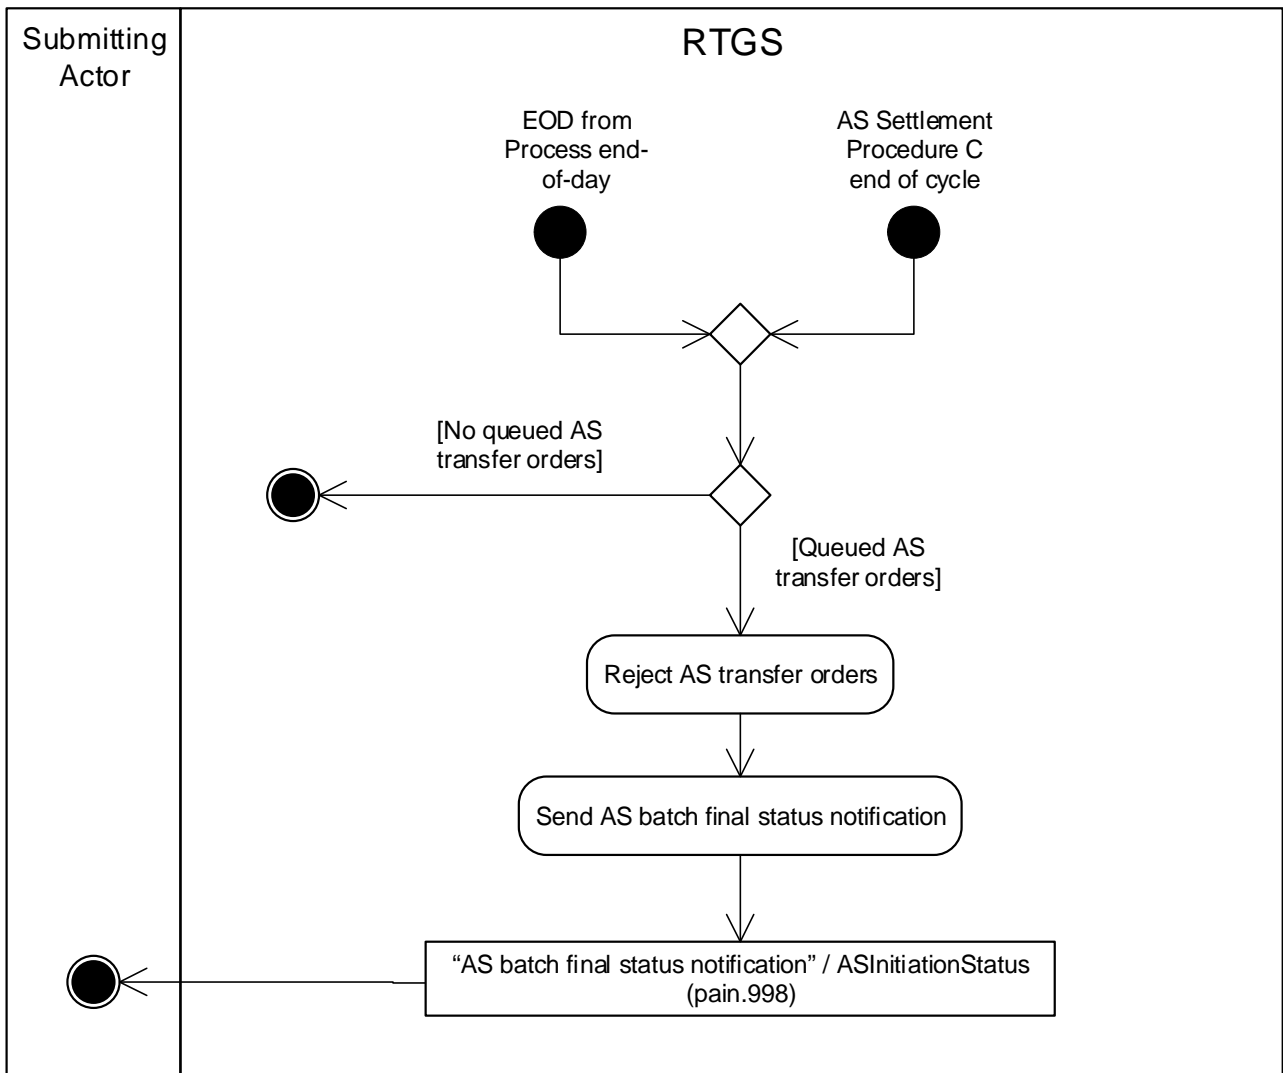 Submitting
Actor
RTGS
EOD from
Process end-
of-day
AS Settlement
Procedure C
end of cycle
[No queued AS
transfer orders]
[Queued AS
transfer orders]
Reject AS transfer orders
Send AS batch final status notification
“AS batch final status notification” / ASInitiationStatus
(pain.998)